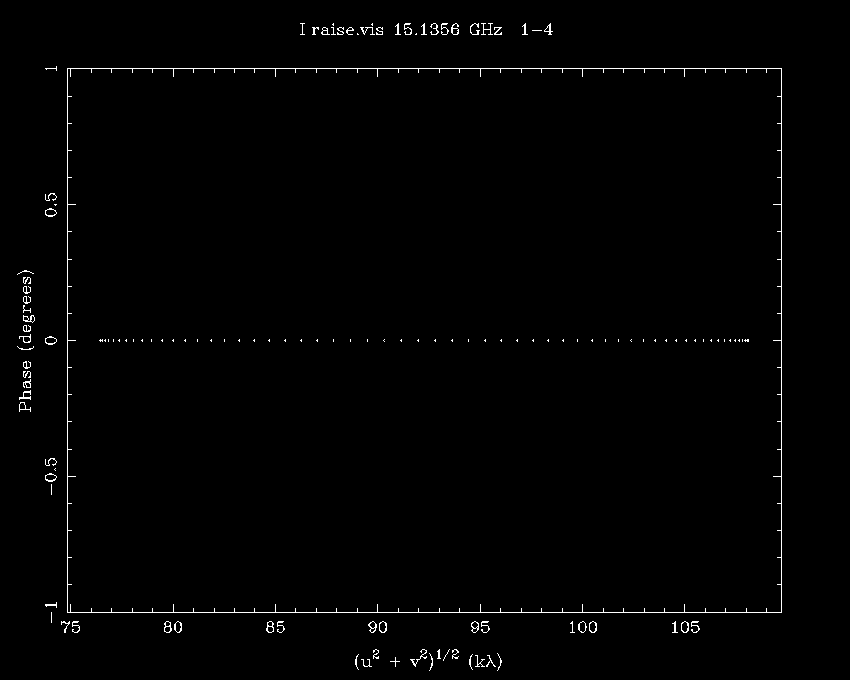 I raise.vis 15.1356 GHz 1−4
1
0.5
0
−0.5
−1
Phase (degrees)
75 80 85 90 95 100 105
(u² + v²)^1/2 (kλ)